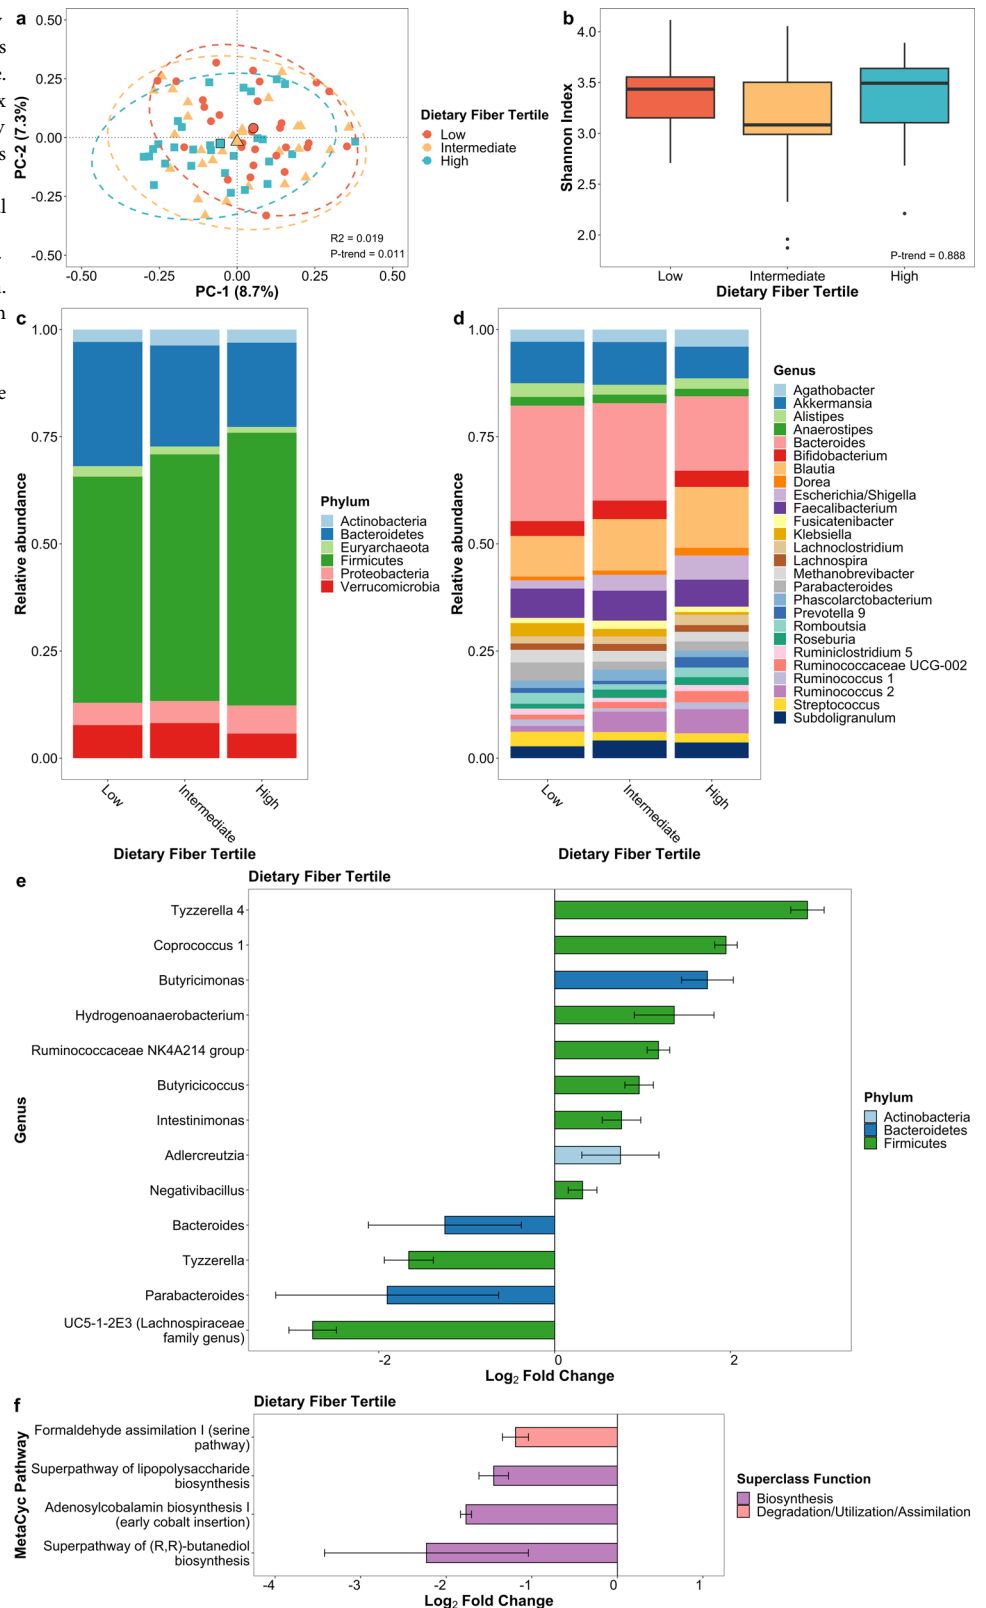 a
0.50
0.25
0.00
-0.25
-0.50
PC-2 (7.3%)
-0.50
-0.25
0.00
0.25
0.50
PC-1 (8.7%)
R2 = 0.019
P-trend = 0.011
Dietary Fiber Tertile
Low
Intermediate
High
b
4.0
3.5
3.0
2.5
2.0
Shannon Index
P-trend = 0.888
Low
Intermediate
High
Dietary Fiber Tertile
c
1.00
0.75
0.50
0.25
0.00
Relative abundance
Low
Intermediate
High
Dietary Fiber Tertile
Phylum
Actinobacteria
Bacteroidetes
Euryarchaeota
Firmicutes
Proteobacteria
Verrucomicrobia
d
1.00
0.75
0.50
0.25
0.00
Relative abundance
Low
Intermediate
High
Dietary Fiber Tertile
Genus
Agathobacter
Akkermansia
Alistipes
Anaerostipes
Bacteroides
Bifidobacterium
Blautia
Dorea
Escherichia/Shigella
Faecalibacterium
Fusicatenibacter
Klebsiella
Lachnoclostridium
Lachnospira
Methanobrevibacter
Parabacteroides
Phascolarctobacterium
Prevotella 9
Romboutsia
Roseburia
Ruminiclostridium 5
Ruminococcaceae UCG-002
Ruminococcus 1
Ruminococcus 2
Streptococcus
Subdoligranulum
e
Dietary Fiber Tertile
Genus
Tyzzerella 4
Coprococcus 1
Butyricimonas
Hydrogenoanaerobacterium
Ruminococcaceae NK4A214 group
Butyricicoccus
Intestinimonas
Adlercreutzia
Negativibacillus
Bacteroides
Tyzzerella
Parabacteroides
UC5-1-2E3 (Lachnospiraceae
family genus)
-2
0
2
Log2 Fold Change
Phylum
Actinobacteria
Bacteroidetes
Firmicutes
f
Dietary Fiber Tertile
MetaCyc Pathway
Formaldehyde assimilation I (serine
pathway)
Superpathway of lipopolysaccharide
biosynthesis
Adenosylcobalamin biosynthesis I
(early cobalt insertion)
Superpathway of (R,R)-butanediol
biosynthesis
-4
-3
-2
-1
0
1
Log2 Fold Change
Superclass Function
Biosynthesis
Degradation/Utilization/Assimilation